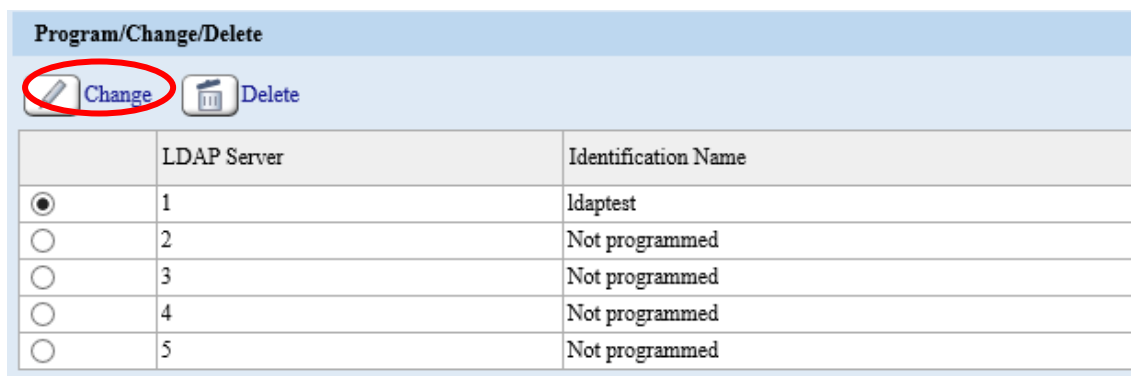 Program/Change/Delete
Change Delete
LDAP Server Identification Name
1 ldaptest
2 Not programmed
3 Not programmed
4 Not programmed
5 Not programmed